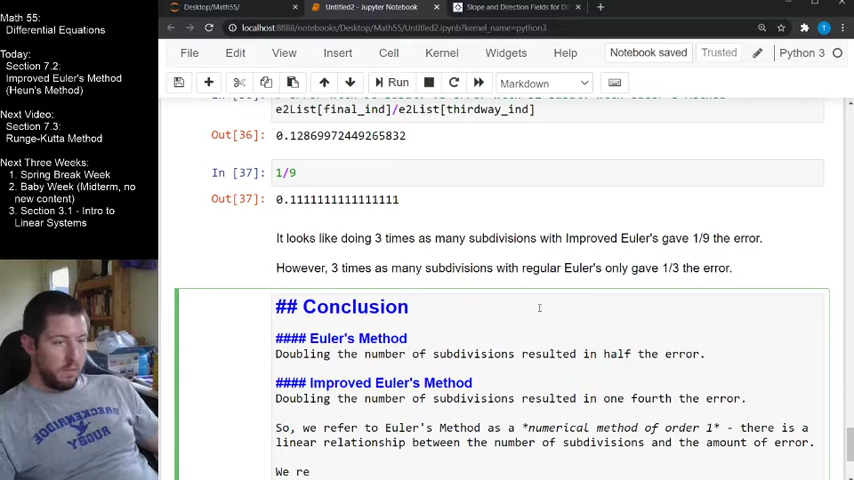 Math 55:
Differential Equations
Today:
Section 7.2:
Improved Euler's Method
(Heun's Method)
Next Video:
Section 7.3:
Runge-Kutta Method
Next Three Weeks:
1. Spring Break Week
2. Baby Week (Midterm, no
new content)
3. Section 3.1 - Intro to
Linear Systems
Desktop/Math55/
Untitled2 - Jupyter Notebook
Slope and Direction Fields for Di
localhost:8888/notebooks/Desktop/Math55/Untitled2.ipynb?kernel_name=python3
File Edit View Insert Cell Kernel Widgets Help Notebook saved Trusted Python 3
Run Markdown
e2List[final_ind]/e2List[thirdway_ind]
Out[36]: 0.12869972449265832
In [37]: 1/9
Out[37]: 0.1111111111111111
It looks like doing 3 times as many subdivisions with Improved Euler's gave 1/9 the error.
However, 3 times as many subdivisions with regular Euler's only gave 1/3 the error.
## Conclusion
#### Euler's Method
Doubling the number of subdivisions resulted in half the error.
#### Improved Euler's Method
Doubling the number of subdivisions resulted in one fourth the error.
So, we refer to Euler's Method as a *numerical method of order 1* - there is a
linear relationship between the number of subdivisions and the amount of error.
We re
BRECKENRIDGE
RUGBY